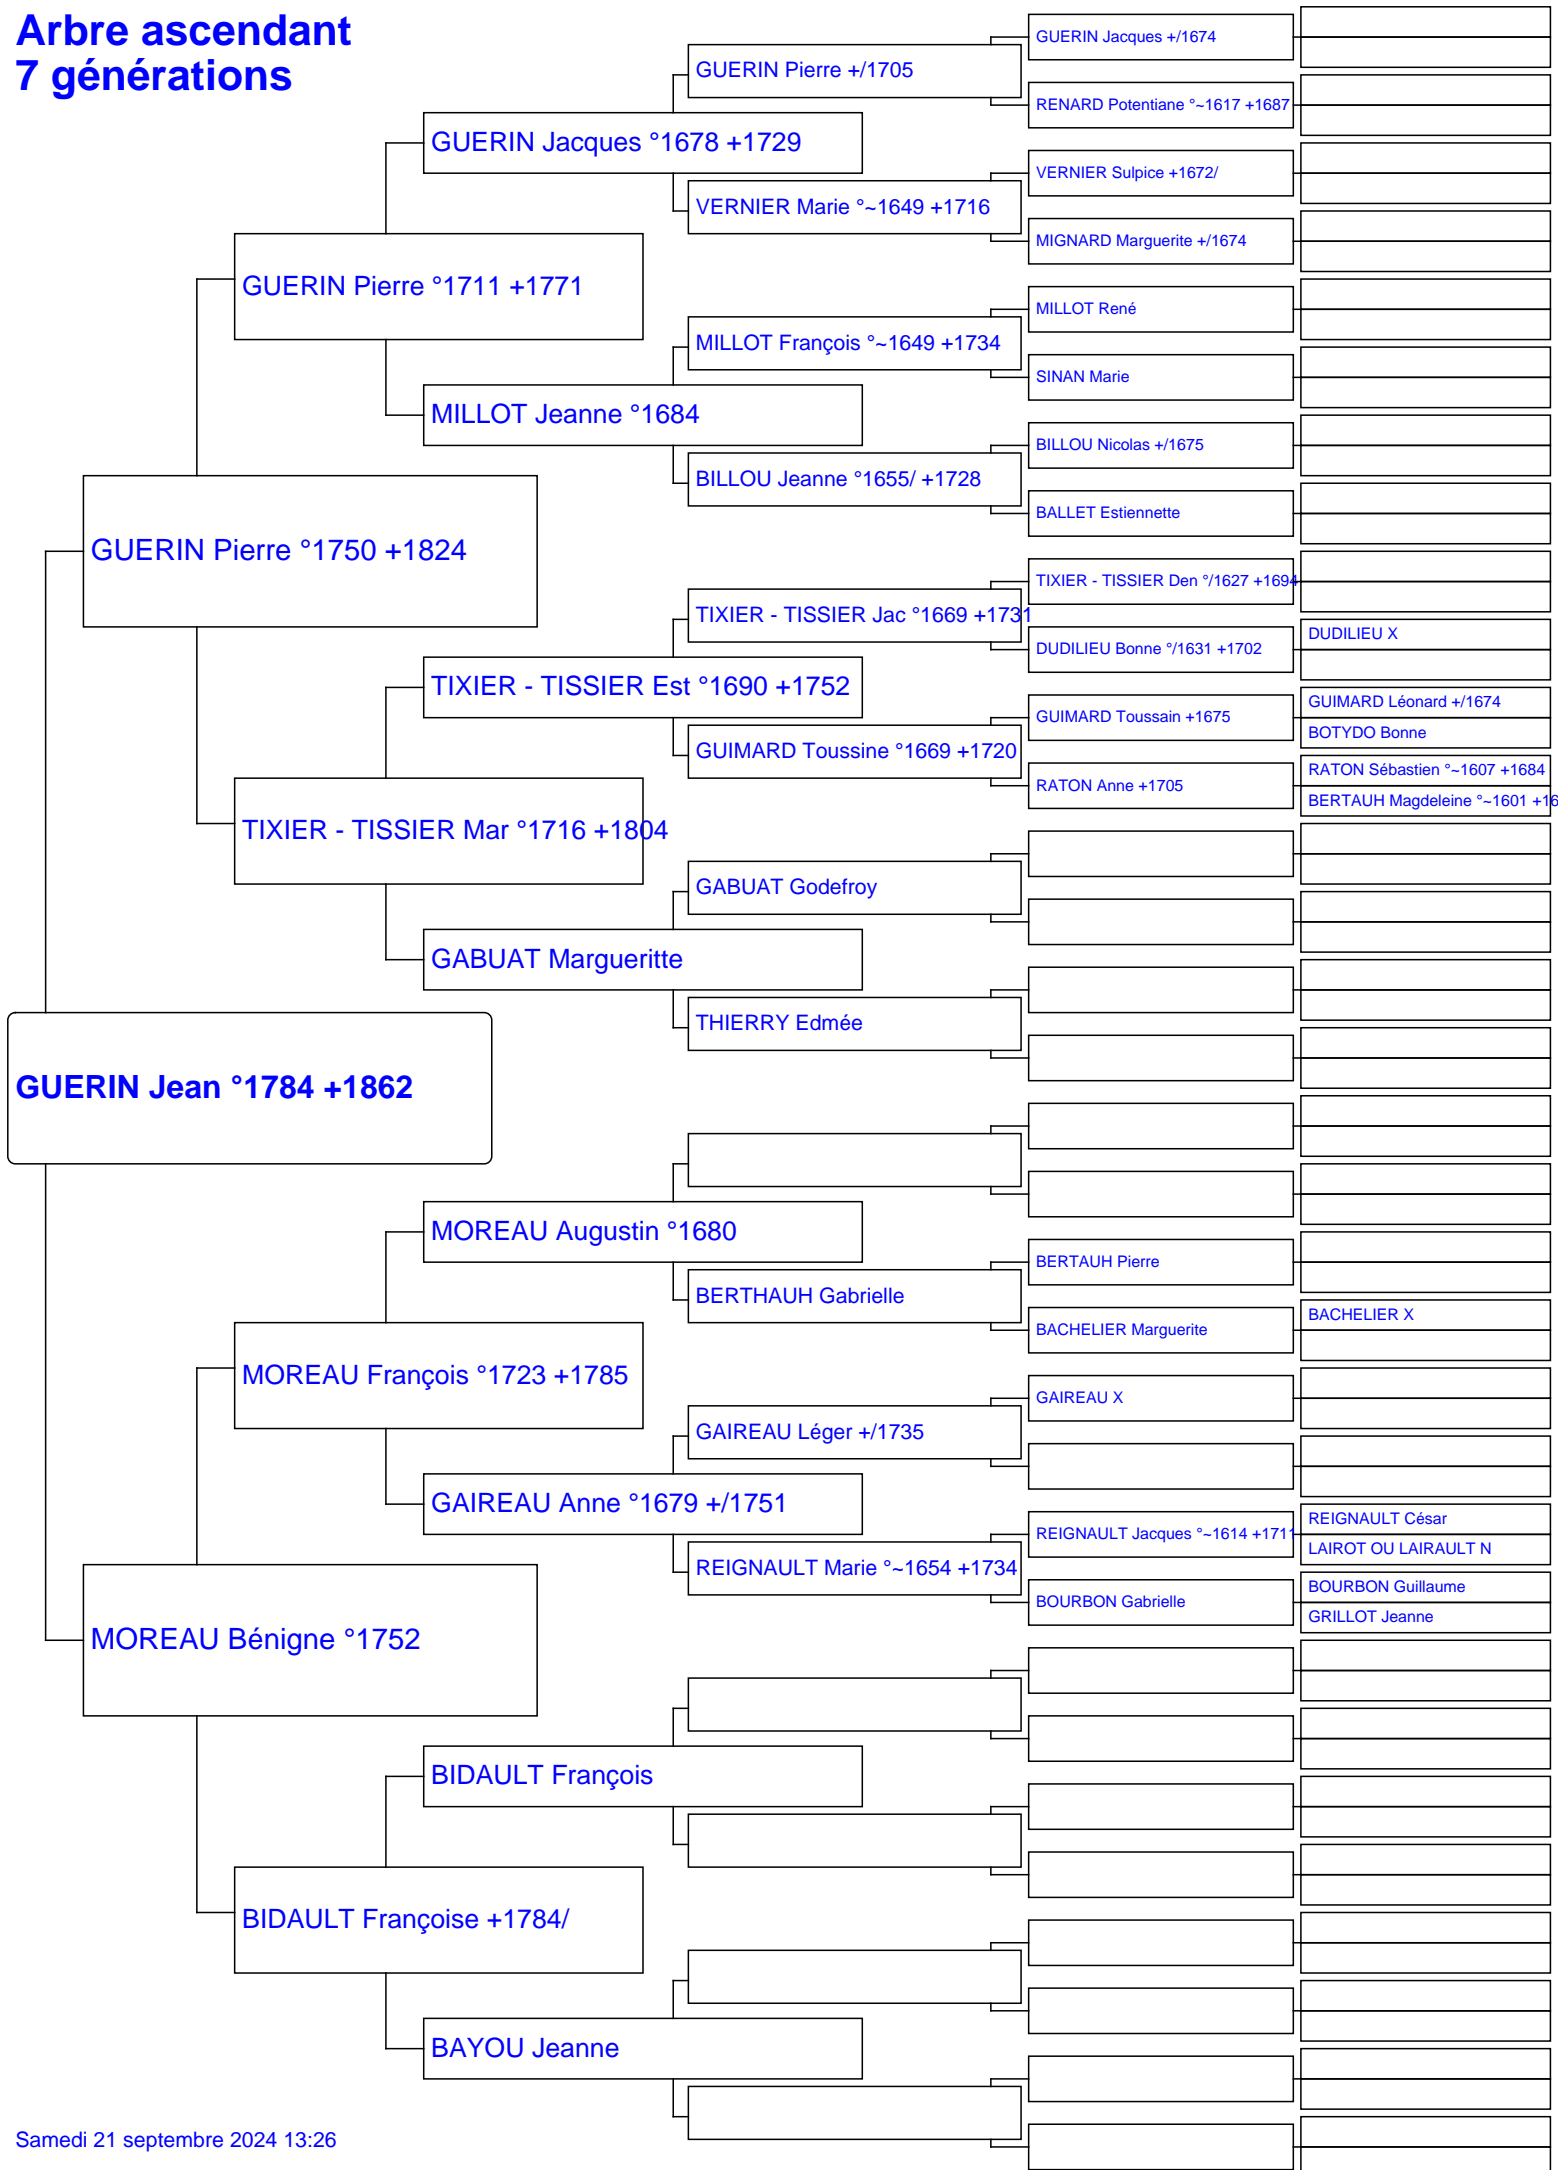 Arbre ascendant
7 générations
GUERIN Jacques +/1674
GUERIN Pierre +/1705
RENARD Potentiane °~1617 +1687
GUERIN Jacques °1678 +1729
VERNIER Sulpice +1672/
VERNIER Marie °~1649 +1716
MIGNARD Marguerite +/1674
GUERIN Pierre °1711 +1771
MILLOT René
MILLOT François °~1649 +1734
SINAN Marie
MILLOT Jeanne °1684
BILLOU Nicolas +/1675
BILLOU Jeanne °1655/ +1728
BALLET Estiennette
GUERIN Pierre °1750 +1824
TIXIER - TISSIER Den °/1627 +1694
TIXIER - TISSIER Jac °1669 +1731
DUDILIEU X
DUDILIEU Bonne °/1631 +1702
TIXIER - TISSIER Est °1690 +1752
GUIMARD Léonard +/1674
GUIMARD Toussain +1675
BOTYDO Bonne
GUIMARD Toussine °1669 +1720
RATON Sébastien °~1607 +1684
RATON Anne +1705
BERTAUH Magdeleine °~1601 +16
TIXIER - TISSIER Mar °1716 +1804
GABUAT Godefroy
GABUAT Margueritte
THIERRY Edmée
GUERIN Jean °1784 +1862
MOREAU Augustin °1680
BERTAUH Pierre
BERTHAUH Gabrielle
BACHELIER X
BACHELIER Marguerite
MOREAU François °1723 +1785
GAIREAU X
GAIREAU Léger +/1735
GAIREAU Anne °1679 +/1751
REIGNAULT César
REIGNAULT Jacques °~1614 +1711
LAIROT OU LAIRAULT N
REIGNAULT Marie °~1654 +1734
BOURBON Guillaume
BOURBON Gabrielle
GRILLOT Jeanne
MOREAU Bénigne °1752
BIDAULT François
BIDAULT Françoise +1784/
BAYOU Jeanne
Samedi 21 septembre 2024 13:26